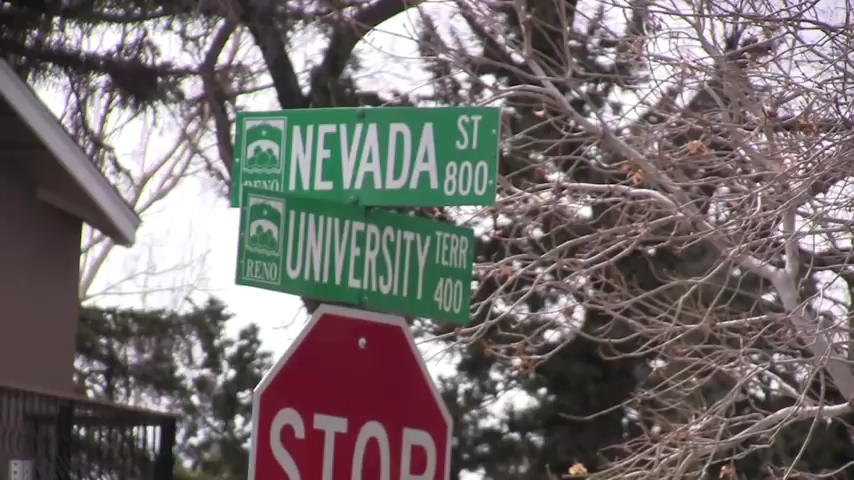 RENO NEVADA ST 800
RENO UNIVERSITY TERR 400
STOP